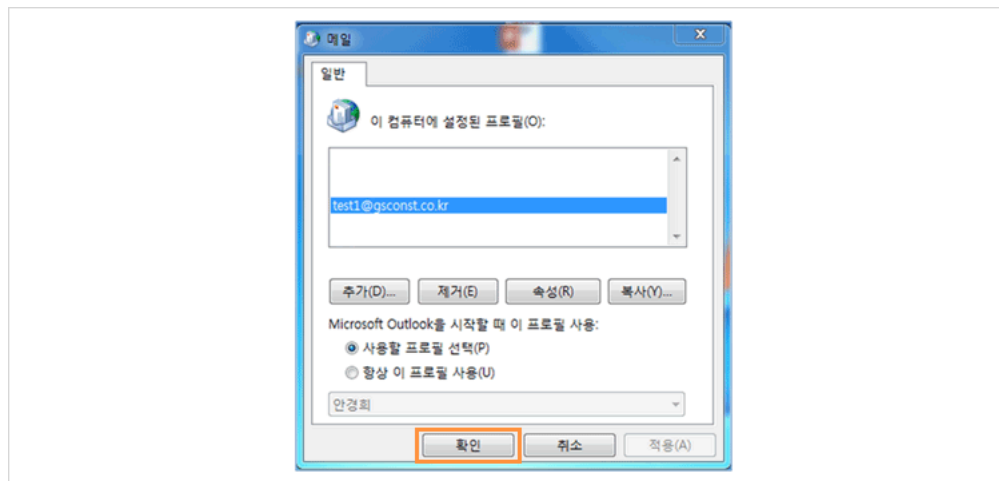 메일
일반
이 컴퓨터에 설정된 프로필(O):
test1@gsconst.co.kr
추가(D)... 제거(E) 속성(R) 복사(Y)...
Microsoft Outlook을 시작할 때 이 프로필 사용:
사용할 프로필 선택(P)
항상 이 프로필 사용(U)
안경희
확인 취소 적용(A)